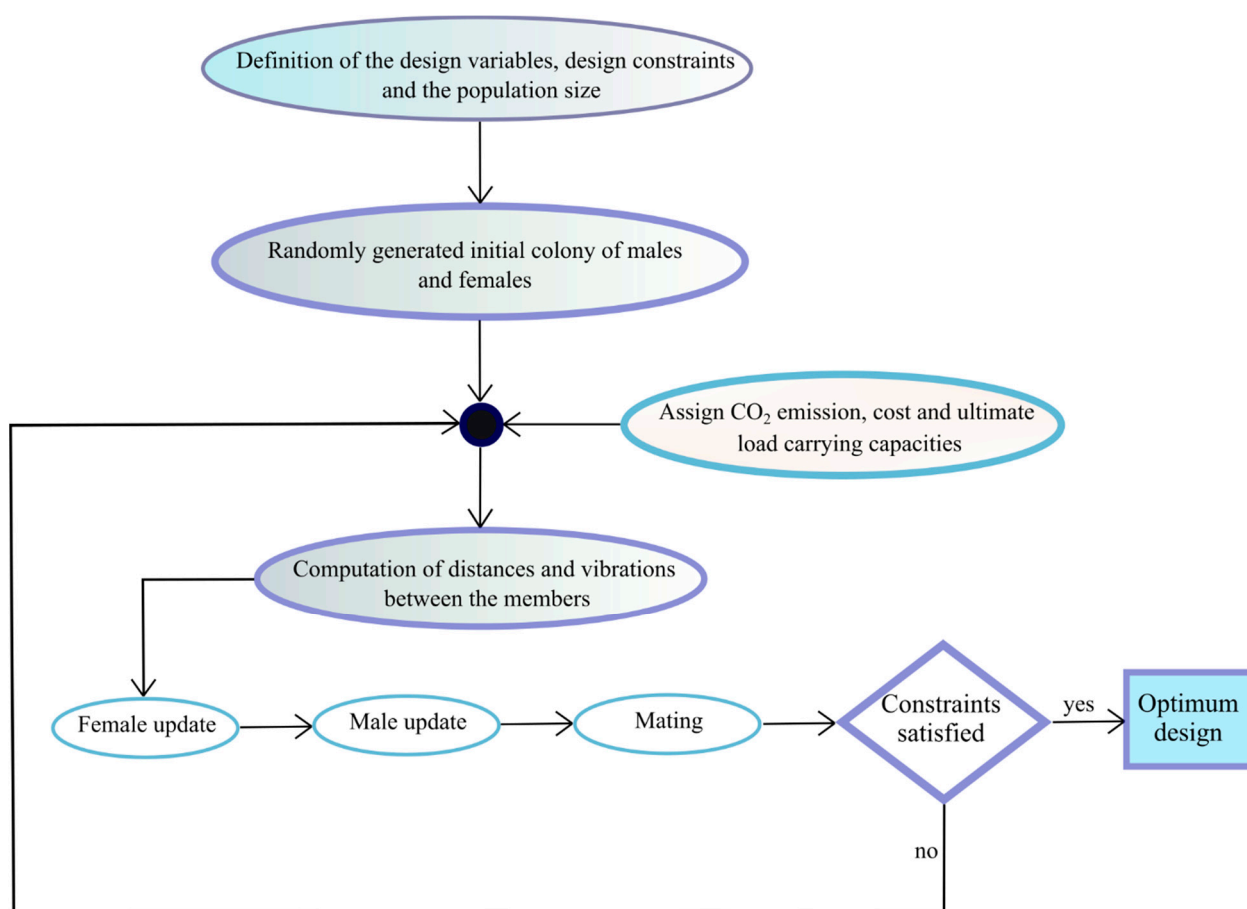 Definition of the design variables, design constraints
and the population size
Randomly generated initial colony of males
and females
Assign CO₂ emission, cost and ultimate
load carrying capacities
Computation of distances and vibrations
between the members
Female update
Male update
Mating
Constraints
satisfied
yes
Optimum
design
no